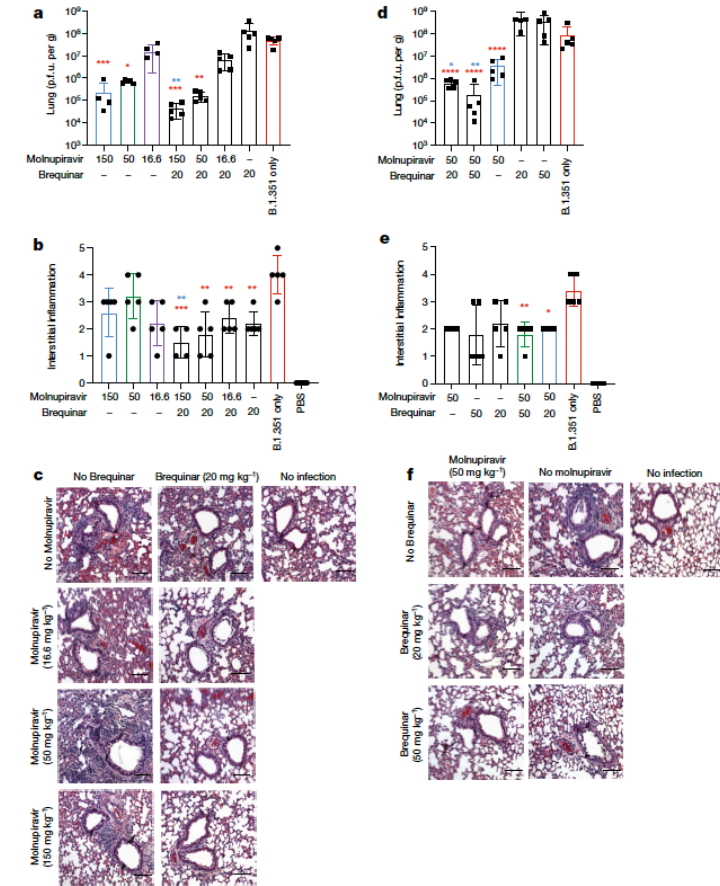 a
Lung (p.f.u. per g)
10⁹
10⁸
10⁷
10⁶
10⁵
10⁴
10³
*** * ** *** **
Molnupiravir 150 50 16.6 150 50 16.6 – B.1.351 only
Brequinar – – – 20 20 20 20
d
Lung (p.f.u. per g)
10⁹
10⁸
10⁷
10⁶
10⁵
10⁴
10³
* **** ** **** ****
Molnupiravir 50 50 50 – – B.1.351 only
Brequinar 20 50 – 20 50
b
Interstitial inflammation
5
4
3
2
1
0
** *** ** ** **
Molnupiravir 150 50 16.6 150 50 16.6 – B.1.351 only PBS
Brequinar – – – 20 20 20 20
e
Interstitial inflammation
5
4
3
2
1
0
** *
Molnupiravir 50 – – 50 50 B.1.351 only PBS
Brequinar – 50 20 50 20
c
No Brequinar Brequinar (20 mg kg⁻¹) No infection
No Molnupiravir
Molnupiravir
(16.6 mg kg⁻¹)
Molnupiravir
(50 mg kg⁻¹)
Molnupiravir
(150 mg kg⁻¹)
f
Molnupiravir
(50 mg kg⁻¹) No molnupiravir No infection
No Brequinar
Brequinar
(20 mg kg⁻¹)
Brequinar
(50 mg kg⁻¹)